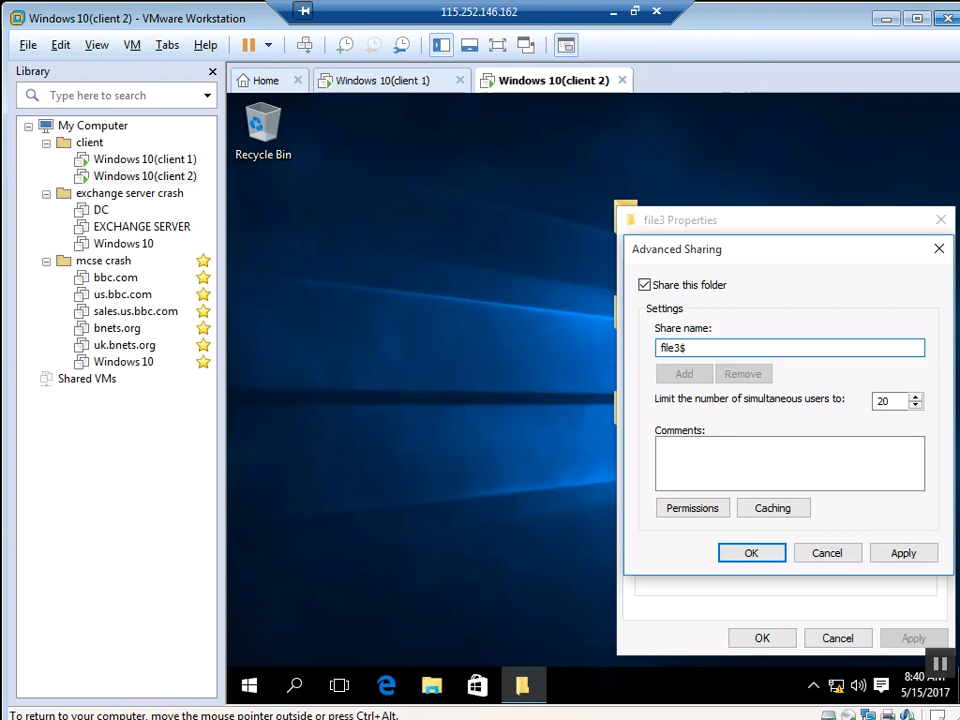 Windows 10(client 2) - VMware Workstation
115.252.146.162
File Edit View VM Tabs Help
Library
Type here to search
My Computer
client
Windows 10(client 1)
Windows 10(client 2)
exchange server crash
DC
EXCHANGE SERVER
Windows 10
mcse crash
bbc.com
us.bbc.com
sales.us.bbc.com
bnets.org
uk.bnets.org
Windows 10
Shared VMs
Home
Windows 10(client 1)
Windows 10(client 2)
Recycle Bin
file3 Properties
Advanced Sharing
Share this folder
Settings
Share name:
file3$
Add Remove
Limit the number of simultaneous users to: 20
Comments:
Permissions Caching
OK Cancel Apply
OK Cancel Apply
8:40 AM
5/15/2017
To return to your computer, move the mouse pointer outside or press Ctrl+Alt.